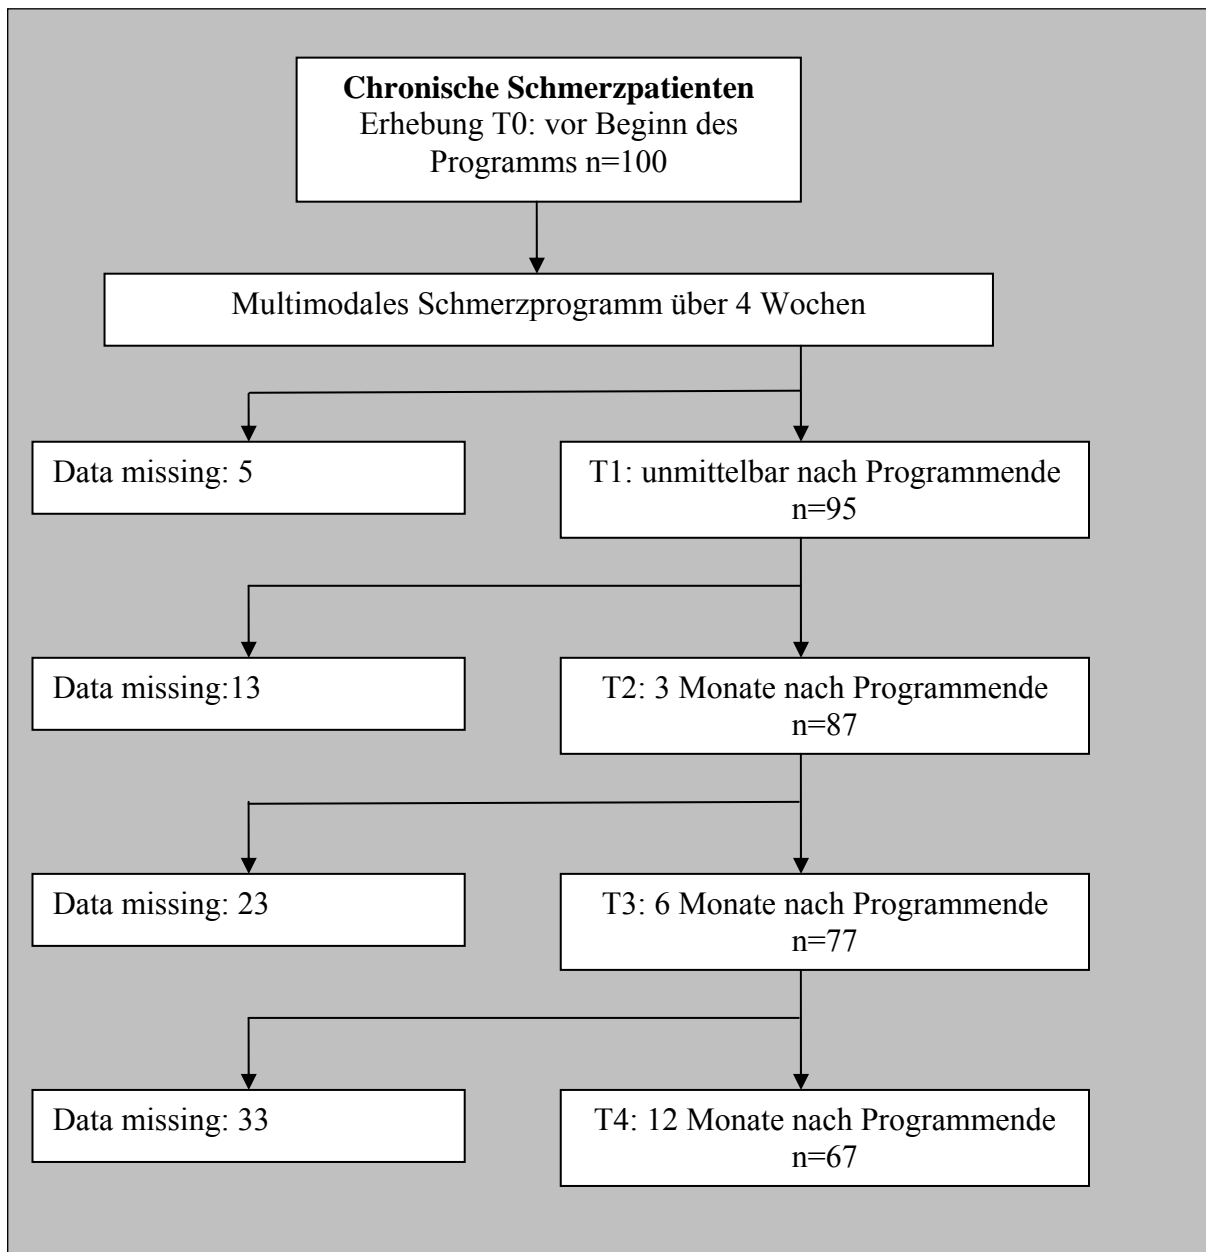 Chronische Schmerzpatienten
Erhebung T0: vor Beginn des
Programms n=100
Multimodales Schmerzprogramm über 4 Wochen
Data missing: 5
T1: unmittelbar nach Programmende
n=95
Data missing:13
T2: 3 Monate nach Programmende
n=87
Data missing: 23
T3: 6 Monate nach Programmende
n=77
Data missing: 33
T4: 12 Monate nach Programmende
n=67